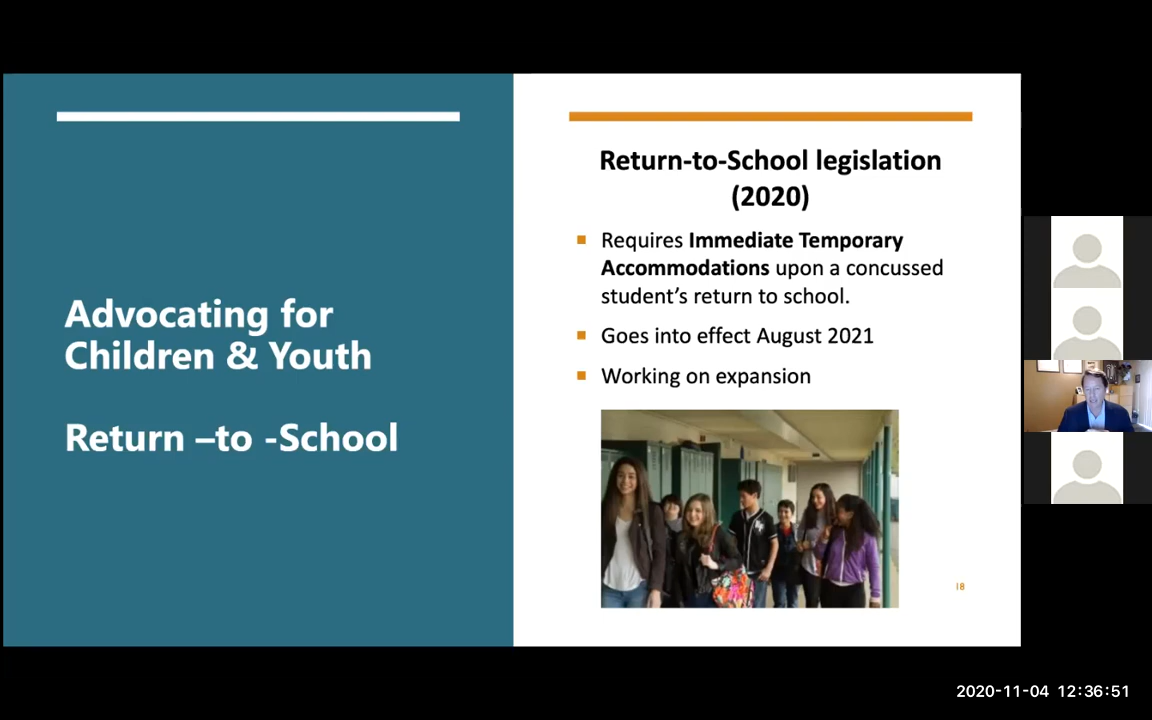 Advocating for
Children & Youth
Return –to -School
Return-to-School legislation
(2020)
▪ Requires Immediate Temporary
Accommodations upon a concussed
student’s return to school.
▪ Goes into effect August 2021
▪ Working on expansion
18
2020-11-04 12:36:51